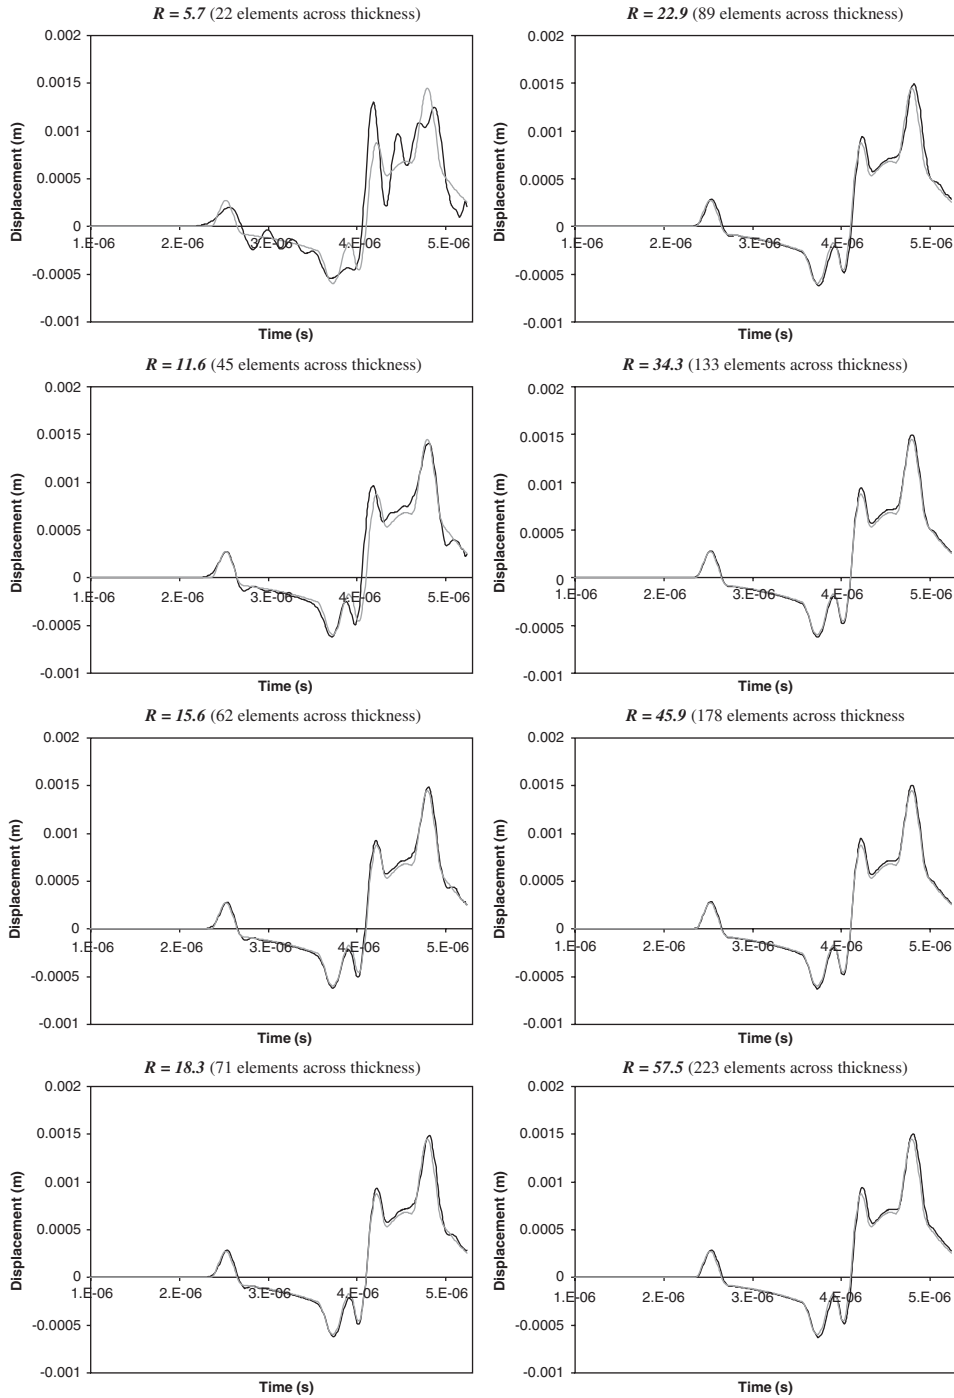 R = 5.7 (22 elements across thickness)
0.002
0.0015
0.001
0.0005
0
-0.0005
-0.001
Displacement (m)
1.E-06 2.E-06 3.E-06 4.E-06 5.E-06
Time (s)
R = 22.9 (89 elements across thickness)
0.002
0.0015
0.001
0.0005
0
-0.0005
-0.001
Displacement (m)
1.E-06 2.E-06 3.E-06 4.E-06 5.E-06
Time (s)
R = 11.6 (45 elements across thickness)
0.002
0.0015
0.001
0.0005
0
-0.0005
-0.001
Displacement (m)
1.E-06 2.E-06 3.E-06 4.E-06 5.E-06
Time (s)
R = 34.3 (133 elements across thickness)
0.002
0.0015
0.001
0.0005
0
-0.0005
-0.001
Displacement (m)
1.E-06 2.E-06 3.E-06 4.E-06 5.E-06
Time (s)
R = 15.6 (62 elements across thickness)
0.002
0.0015
0.001
0.0005
0
-0.0005
-0.001
Displacement (m)
1.E-06 2.E-06 3.E-06 4.E-06 5.E-06
Time (s)
R = 45.9 (178 elements across thickness
0.002
0.0015
0.001
0.0005
0
-0.0005
-0.001
Displacement (m)
1.E-06 2.E-06 3.E-06 4.E-06 5.E-06
Time (s)
R = 18.3 (71 elements across thickness)
0.002
0.0015
0.001
0.0005
0
-0.0005
-0.001
Displacement (m)
1.E-06 2.E-06 3.E-06 4.E-06 5.E-06
Time (s)
R = 57.5 (223 elements across thickness)
0.002
0.0015
0.001
0.0005
0
-0.0005
-0.001
Displacement (m)
1.E-06 2.E-06 3.E-06 4.E-06 5.E-06
Time (s)